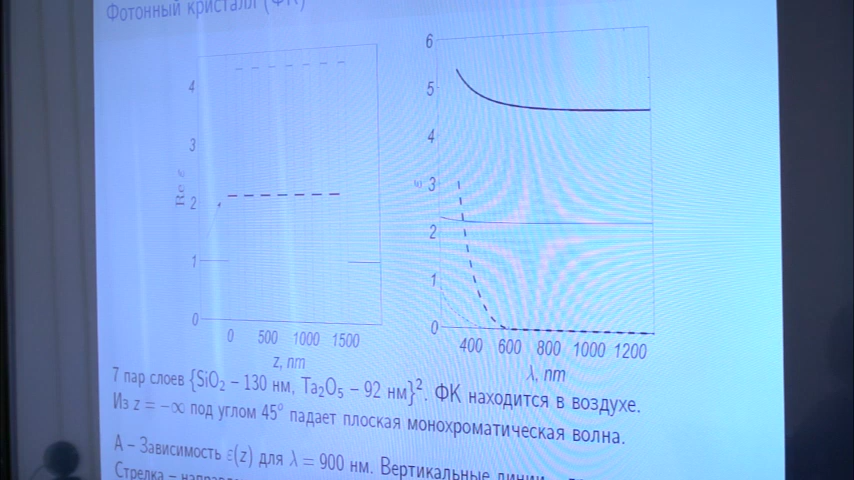 Фотонный кристалл (ФК)
6
5
4
3
2
1
0
400 600 800 1000 1200
λ, nm
ε
4
3
2
1
0
Re ε
0 500 1000 1500
z, nm
7 пар слоев {SiO₂ – 130 нм, Ta₂O₅ – 92 нм}². ФК находится в воздухе.
Из z = −∞ под углом 45° падает плоская монохроматическая волна.
А – Зависимость ε(z) для λ = 900 нм. Вертикальные линии –
Стрелка –